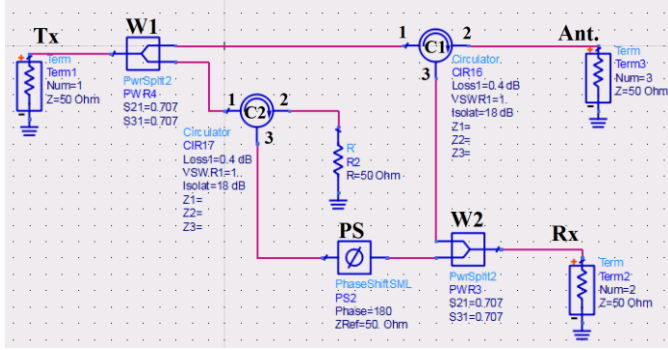 Tx
W1
1
2
C1
3
Ant.
Term
Term1
Num=1
Z=50 Ohm
PwrSplt2
PWR4
S21=0.707
S31=0.707
Circulator
CIR16
Loss1=0.4 dB
VSWR1=1.
Isolat=18 dB
Z1=
Z2=
Z3=
Term
Term3
Num=3
Z=50 Ohm
1
C2
2
3
Circulator
CIR17
Loss1=0.4 dB
VSWR1=1.
Isolat=18 dB
Z1=
Z2=
Z3=
R
R2
R=50 Ohm
PS
PhaseShiftSML
PS2
Phase=180
ZRef=50. Ohm
W2
PwrSplt2
PWR3
S21=0.707
S31=0.707
Rx
Term
Term2
Num=2
Z=50 Ohm